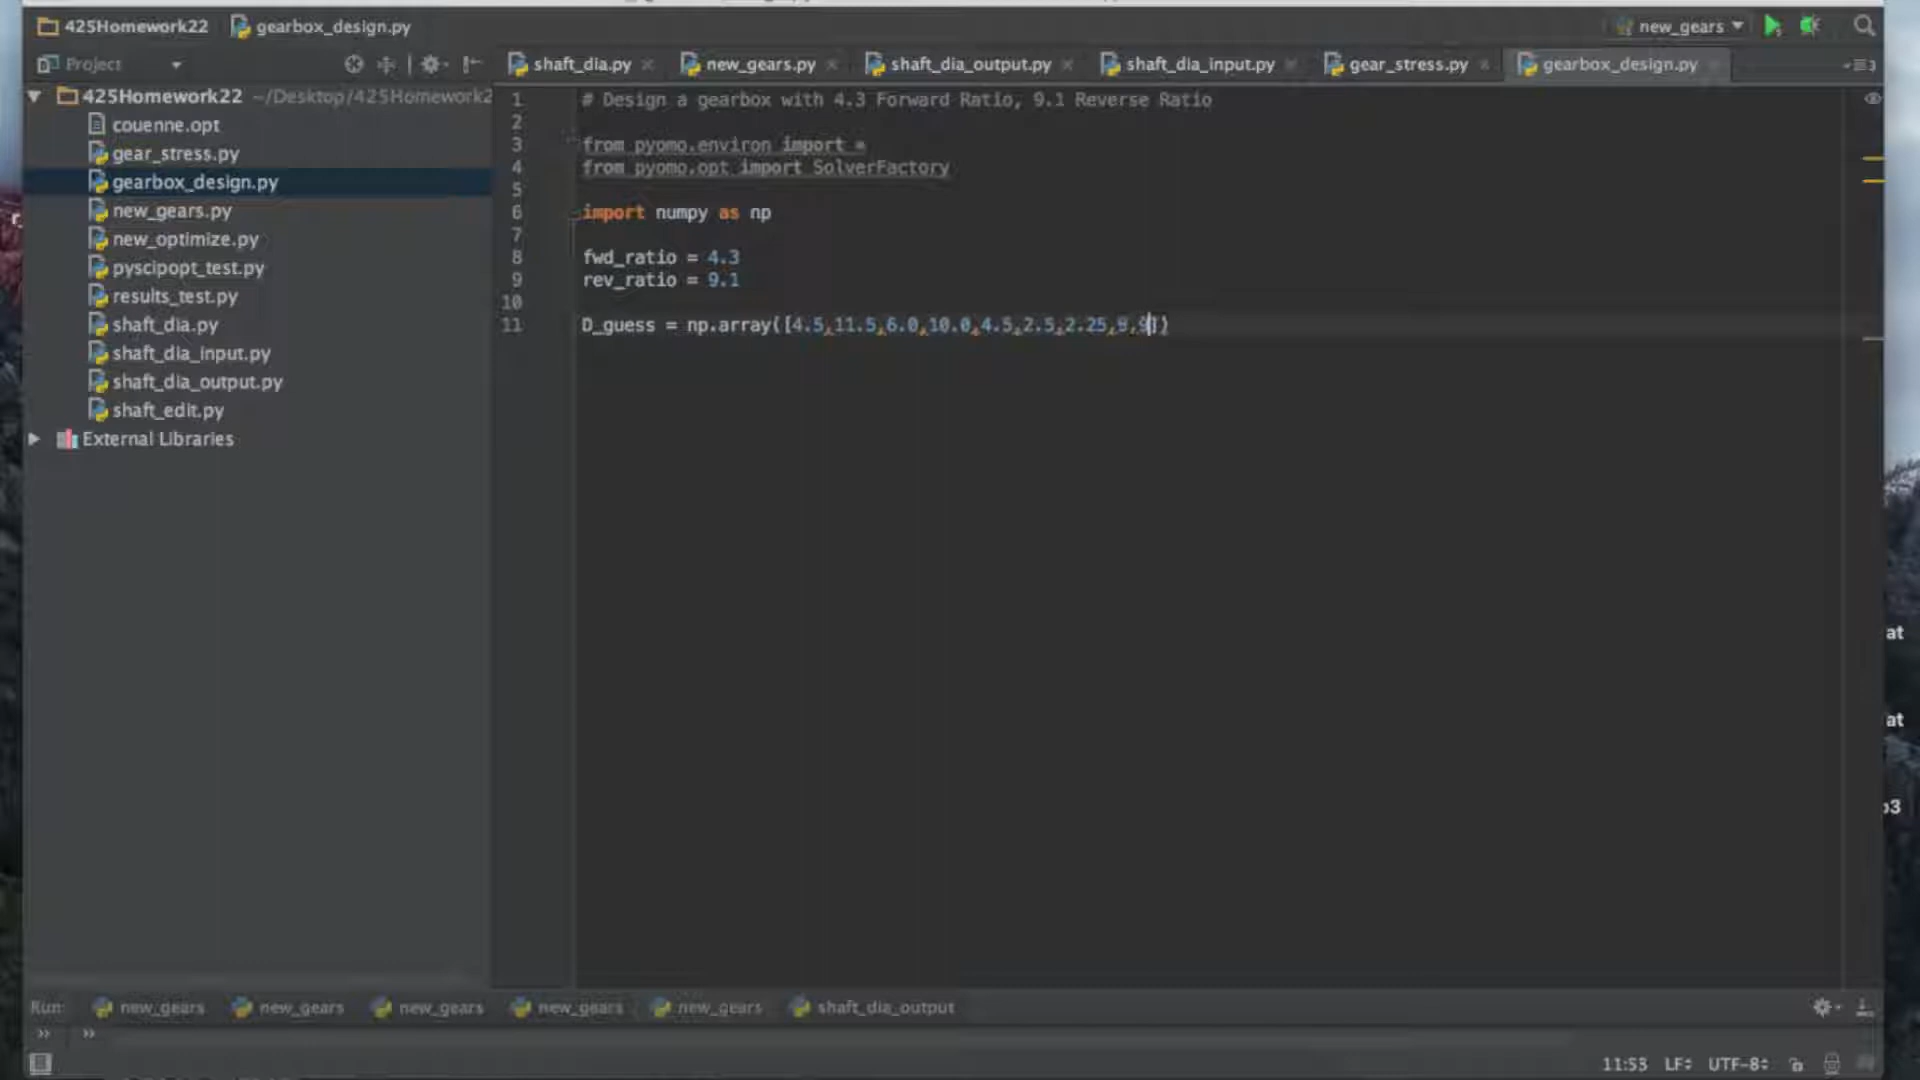 425Homework22 gearbox_design.py new_gears
Project shaft_dia.py new_gears.py shaft_dia_output.py shaft_dia_input.py gear_stress.py gearbox_design.py
425Homework22 ~/Desktop/425Homework2
couenne.opt
gear_stress.py
gearbox_design.py
new_gears.py
new_optimize.py
pyscipopt_test.py
results_test.py
shaft_dia.py
shaft_dia_input.py
shaft_dia_output.py
shaft_edit.py
External Libraries
1 # Design a gearbox with 4.3 Forward Ratio, 9.1 Reverse Ratio
2
3 from pyomo.environ import *
4 from pyomo.opt import SolverFactory
5
6 import numpy as np
7
8 fwd_ratio = 4.3
9 rev_ratio = 9.1
10
11 D_guess = np.array([4.5,11.5,6.0,10.0,4.5,2.5,2.25,9,9])
at
at
3
Run: new_gears new_gears new_gears new_gears new_gears shaft_dia_output
» »
11:53 LF UTF-8